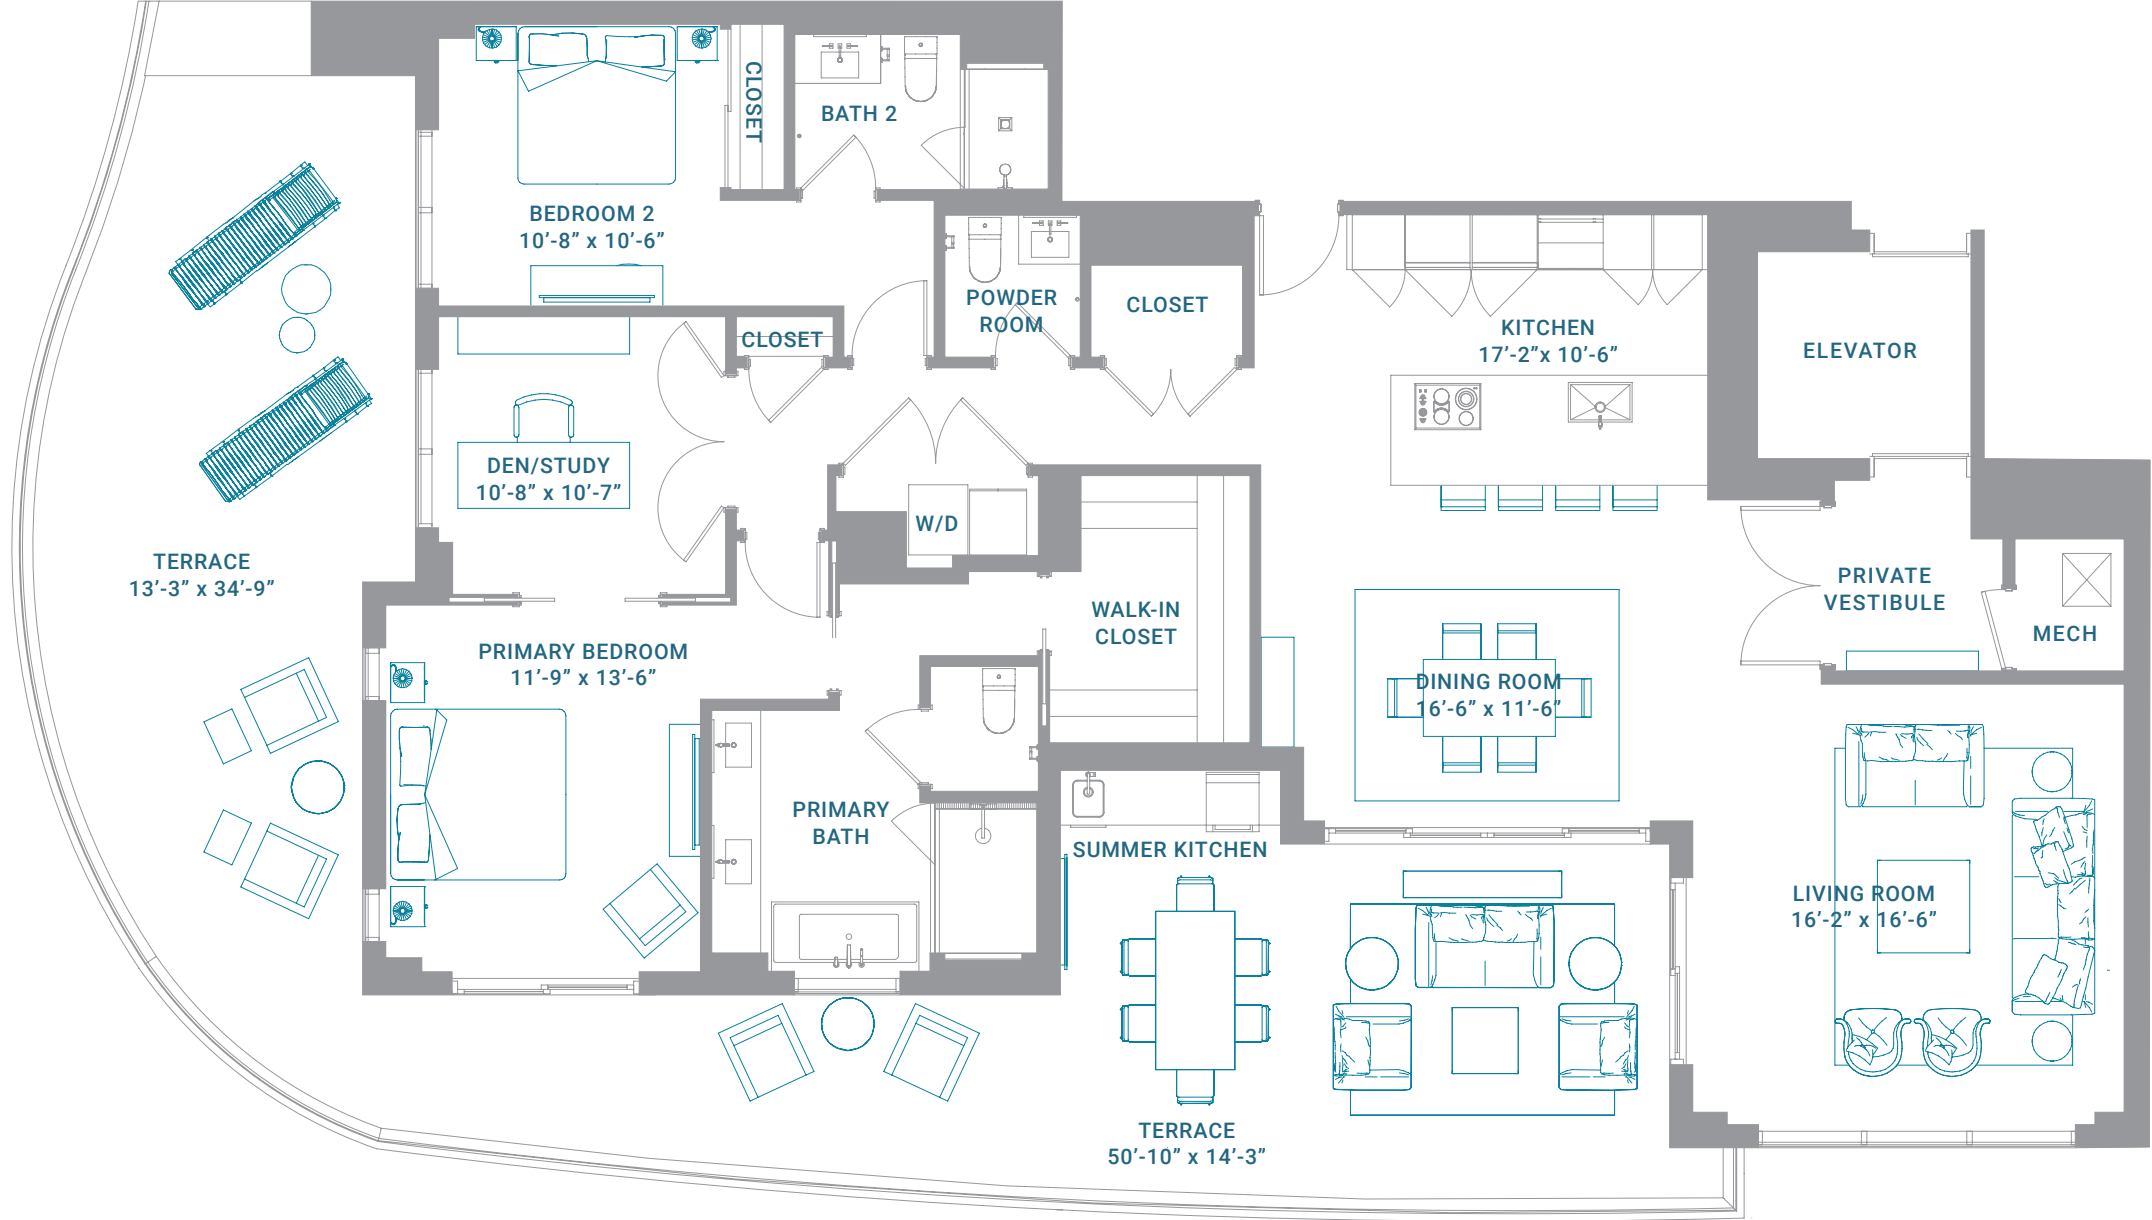 CLOSET
BATH 2
BEDROOM 2
10’-8” x 10’-6”
POWDER
ROOM
CLOSET
CLOSET
KITCHEN
17’-2”x 10’-6”
ELEVATOR
DEN/STUDY
10’-8” x 10’-7”
W/D
TERRACE
13’-3” x 34’-9”
PRIVATE
VESTIBULE
MECH
WALK-IN
CLOSET
PRIMARY BEDROOM
11’-9” x 13’-6”
DINING ROOM
16’-6” x 11’-6”
PRIMARY
BATH
SUMMER KITCHEN
LIVING ROOM
16’-2” x 16’-6”
TERRACE
50’-10” x 14’-3”